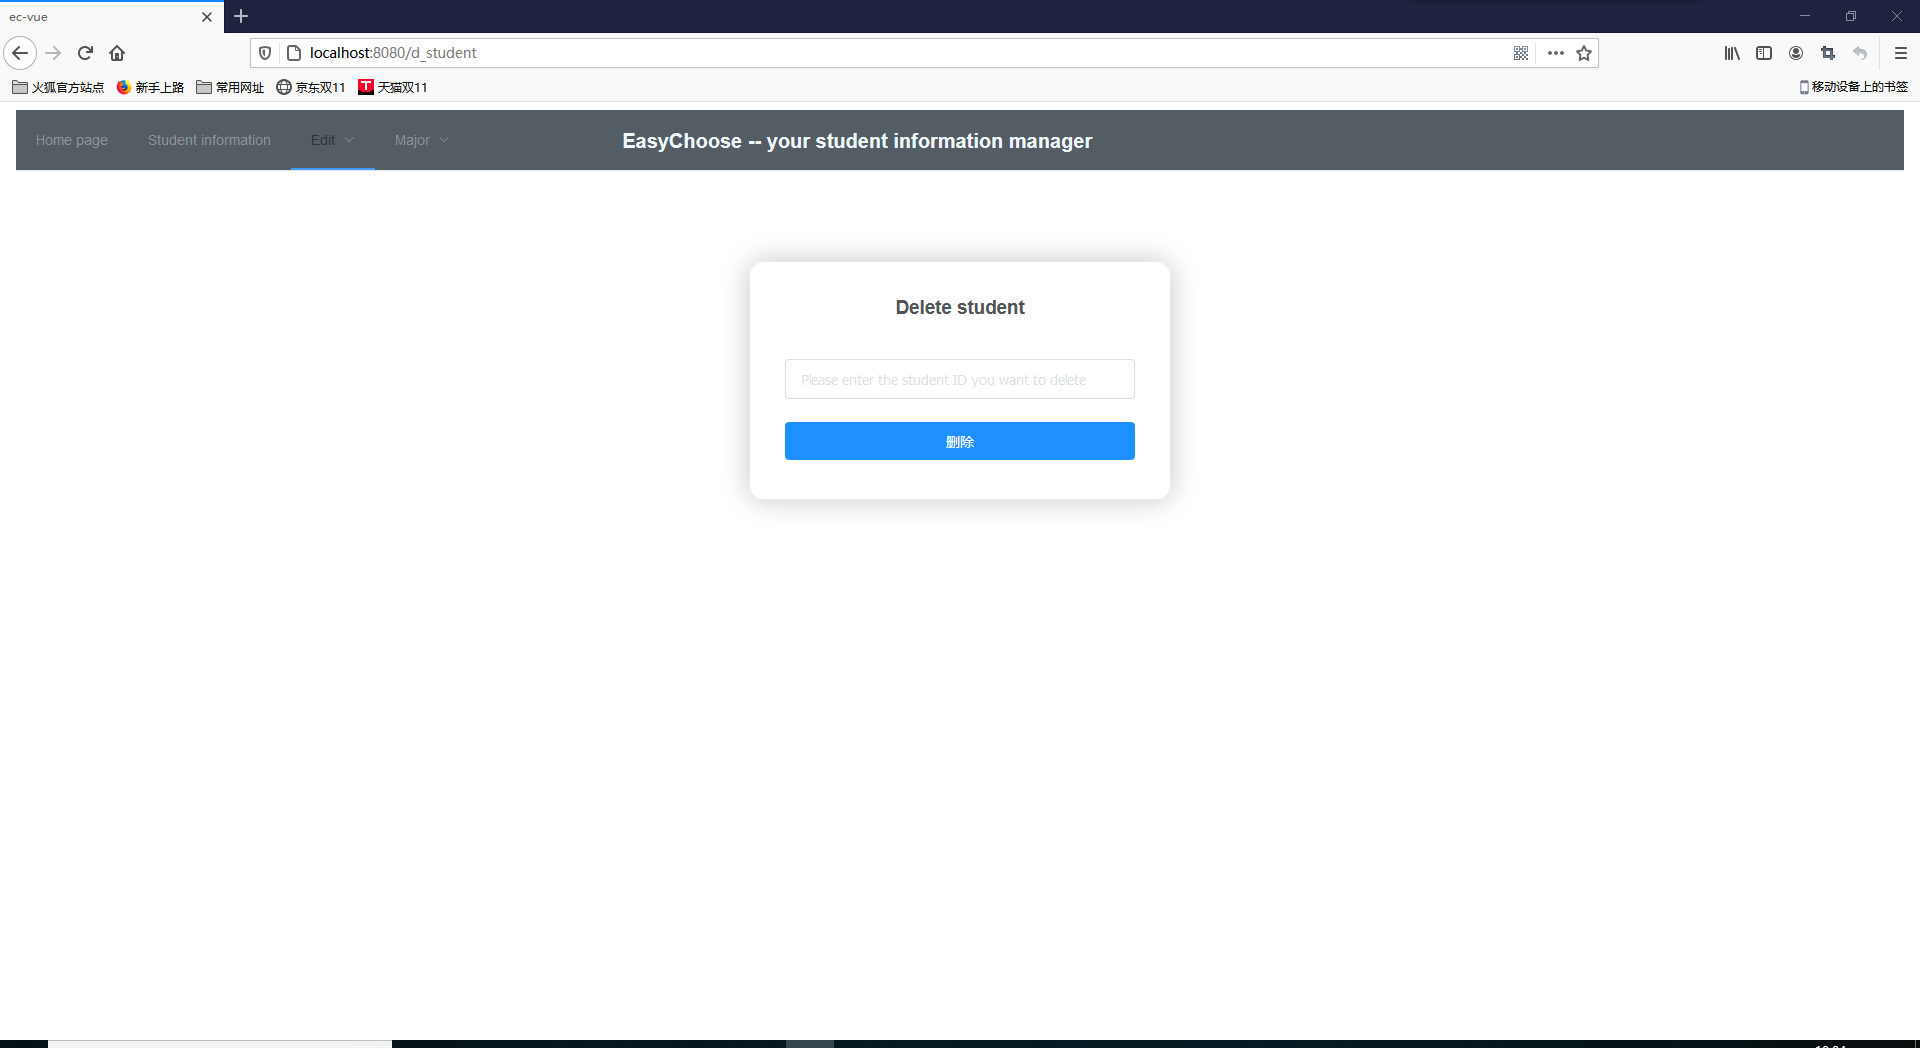 ec-vue
localhost:8080/d_student
火狐官方站点 新手上路 常用网址 京东双11 天猫双11 移动设备上的书签
Home page Student information Edit Major EasyChoose -- your student information manager
Delete student
Please enter the student ID you want to delete
删除